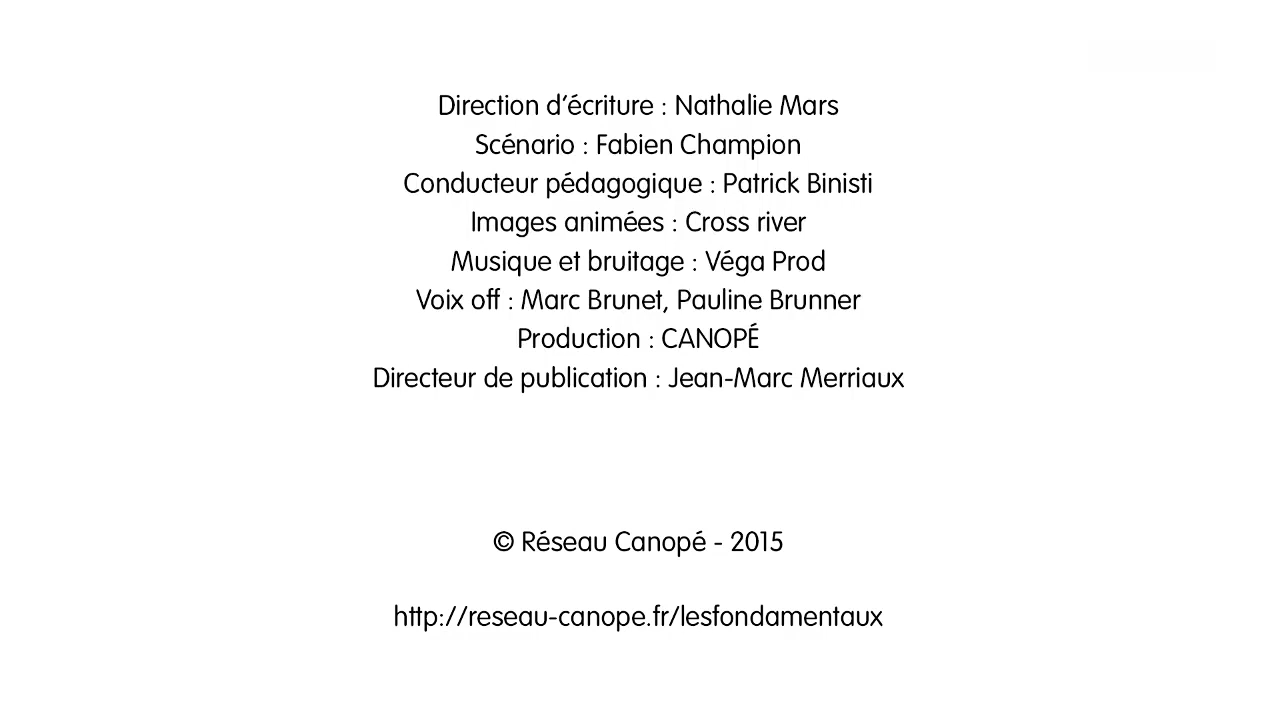 Direction d’écriture : Nathalie Mars
Scénario : Fabien Champion
Conducteur pédagogique : Patrick Binisti
Images animées : Cross river
Musique et bruitage : Véga Prod
Voix off : Marc Brunet, Pauline Brunner
Production : CANOPÉ
Directeur de publication : Jean-Marc Merriaux
© Réseau Canopé - 2015
http://reseau-canope.fr/lesfondamentaux